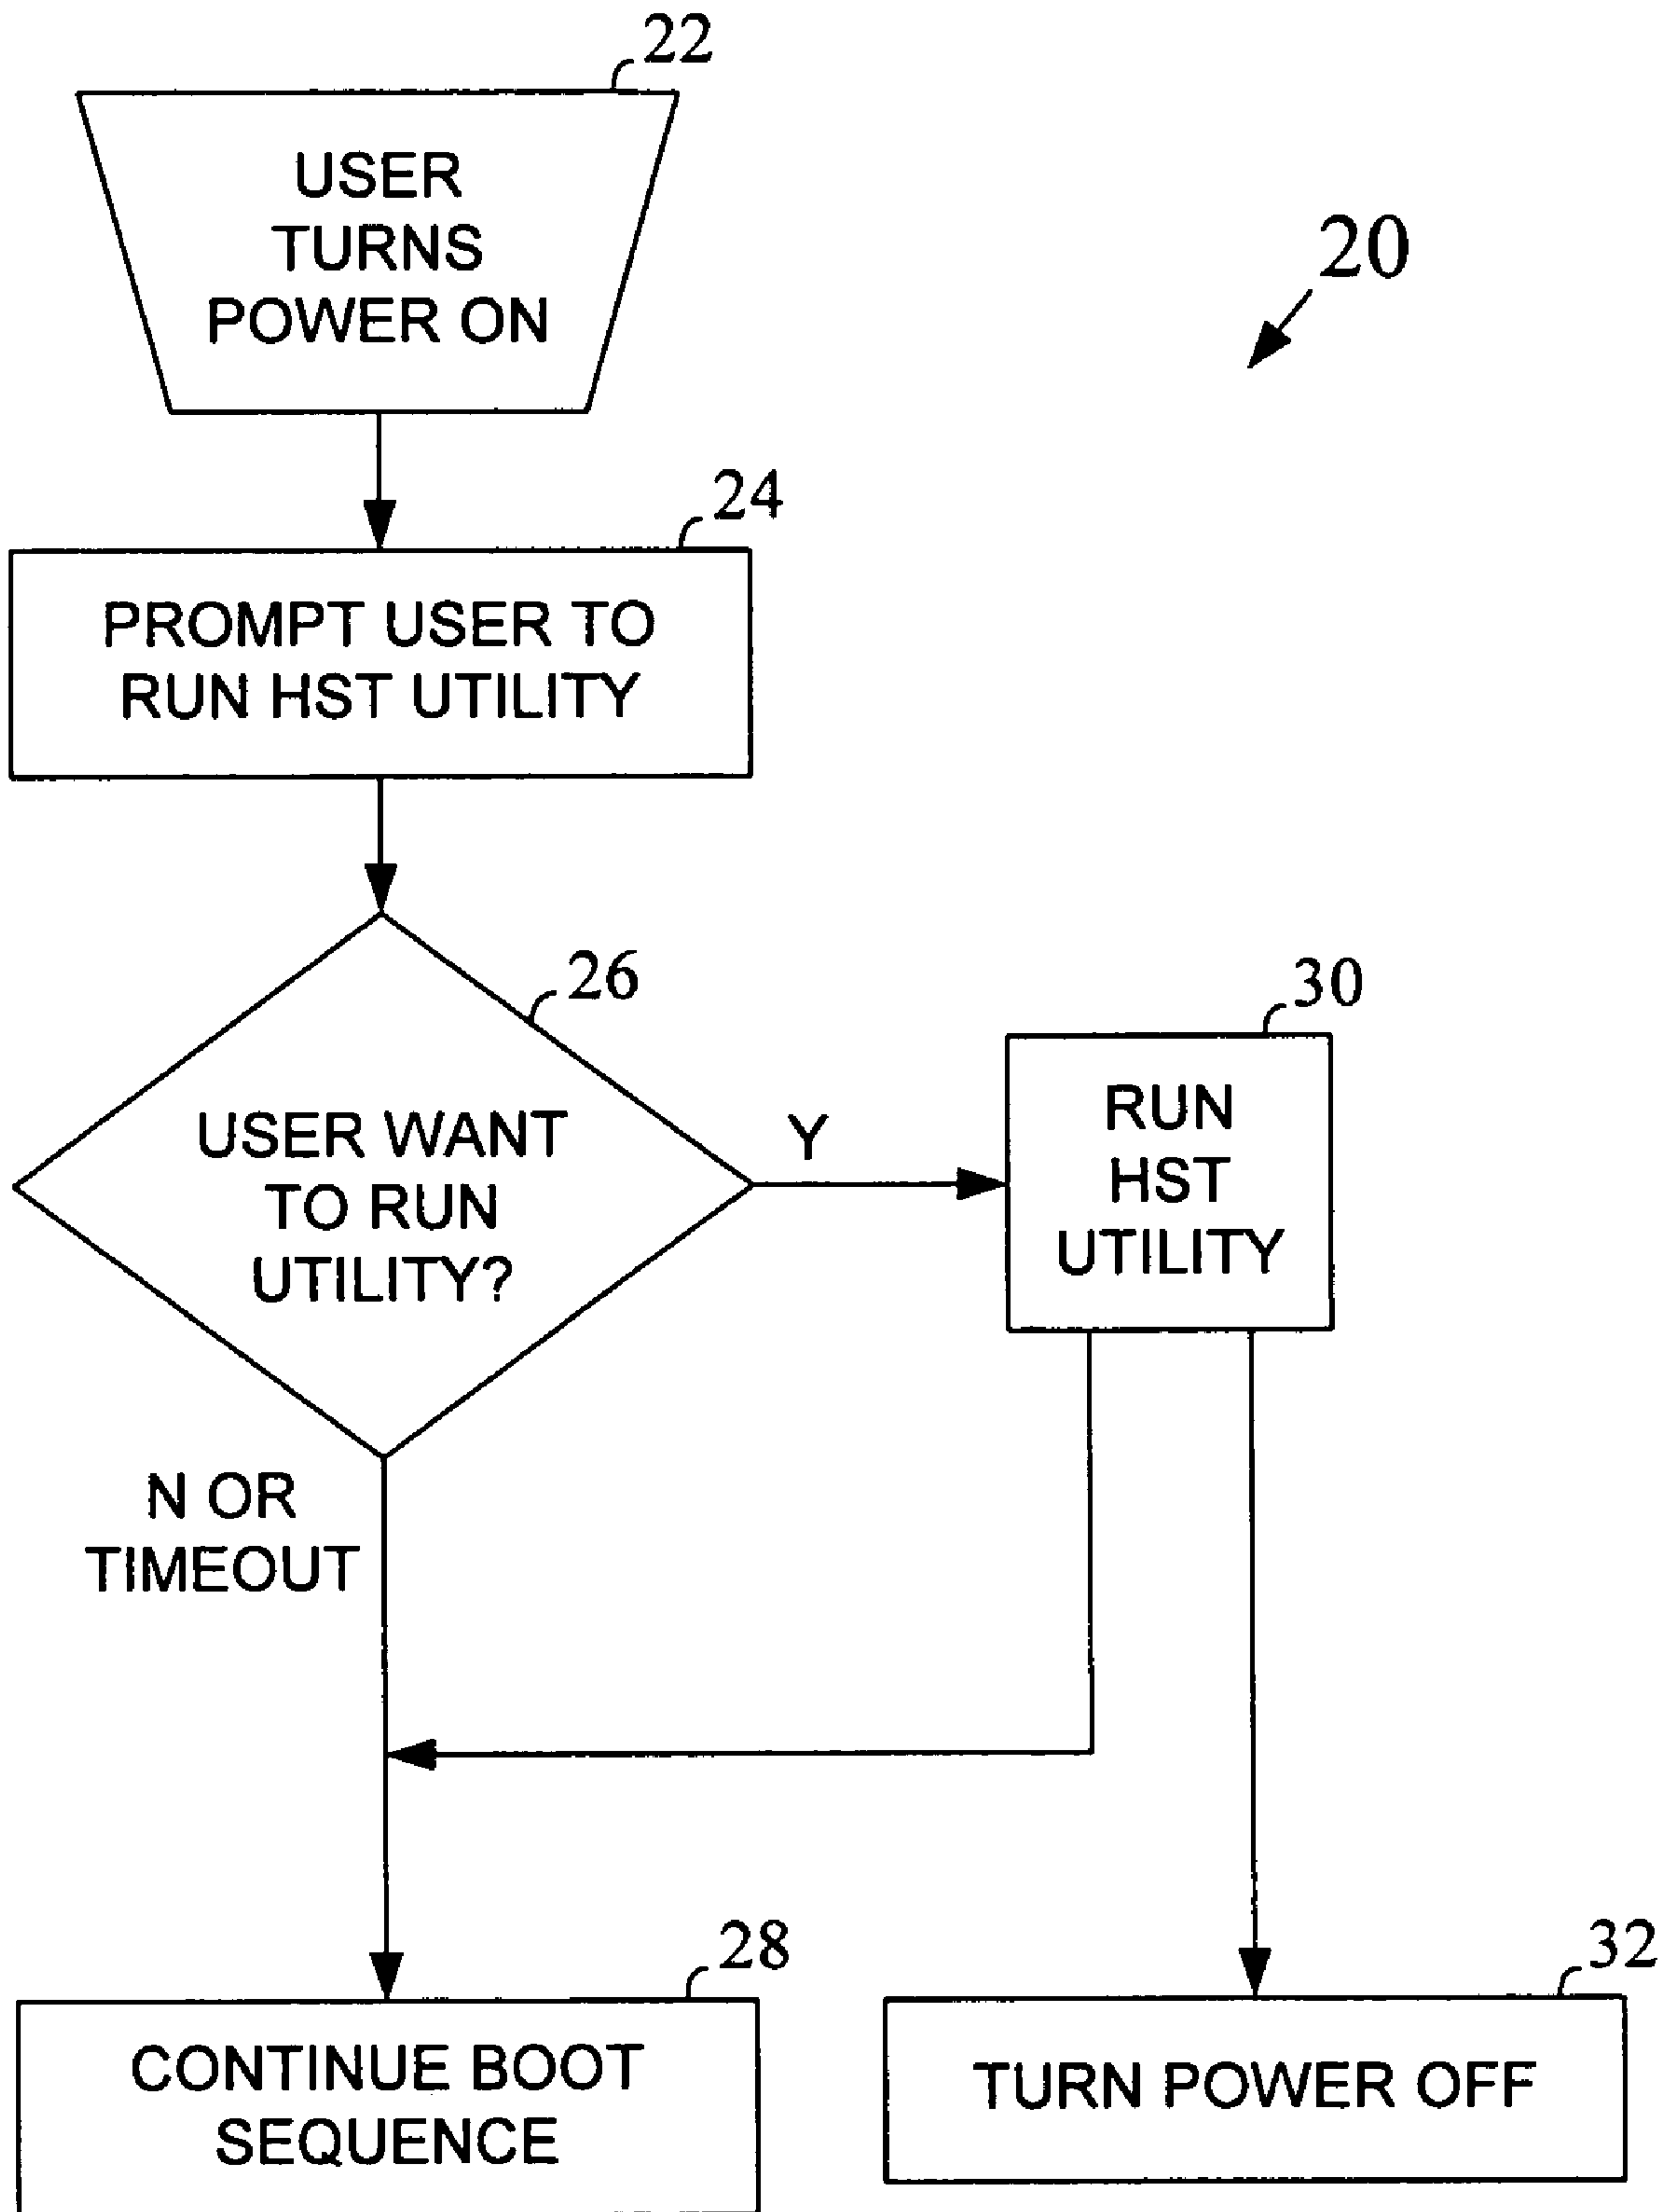 22
USER
TURNS
POWER ON
20
24
PROMPT USER TO
RUN HST UTILITY
26
USER WANT
TO RUN
UTILITY?
Y
30
RUN
HST
UTILITY
N OR
TIMEOUT
28
CONTINUE BOOT
SEQUENCE
32
TURN POWER OFF